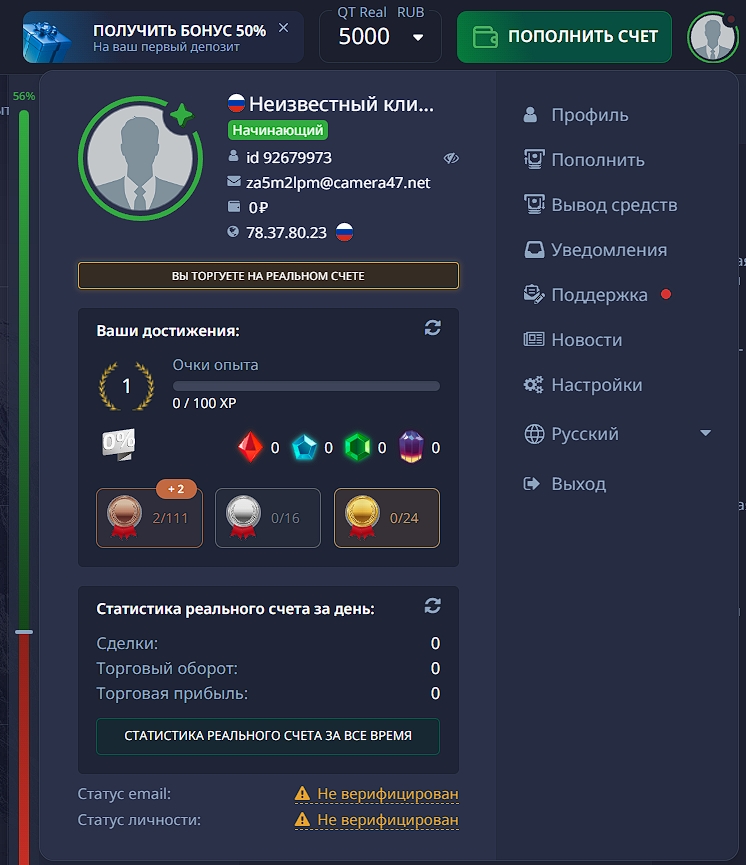 ПОЛУЧИТЬ БОНУС 50%
На ваш первый депозит
QT Real RUB
5000
ПОПОЛНИТЬ СЧЕТ
56%
Неизвестный кли...
Начинающий
id 92679973
za5m2lpm@camera47.net
0₽
78.37.80.23
ВЫ ТОРГУЕТЕ НА РЕАЛЬНОМ СЧЕТЕ
Ваши достижения:
1
Очки опыта
0 / 100 XP
0%
0 0 0 0
+2
2/111
0/16
0/24
Статистика реального счета за день:
Сделки: 0
Торговый оборот: 0
Торговая прибыль: 0
СТАТИСТИКА РЕАЛЬНОГО СЧЕТА ЗА ВСЕ ВРЕМЯ
Статус email: Не верифицирован
Статус личности: Не верифицирован
Профиль
Пополнить
Вывод средств
Уведомления
Поддержка
Новости
Настройки
Русский
Выход